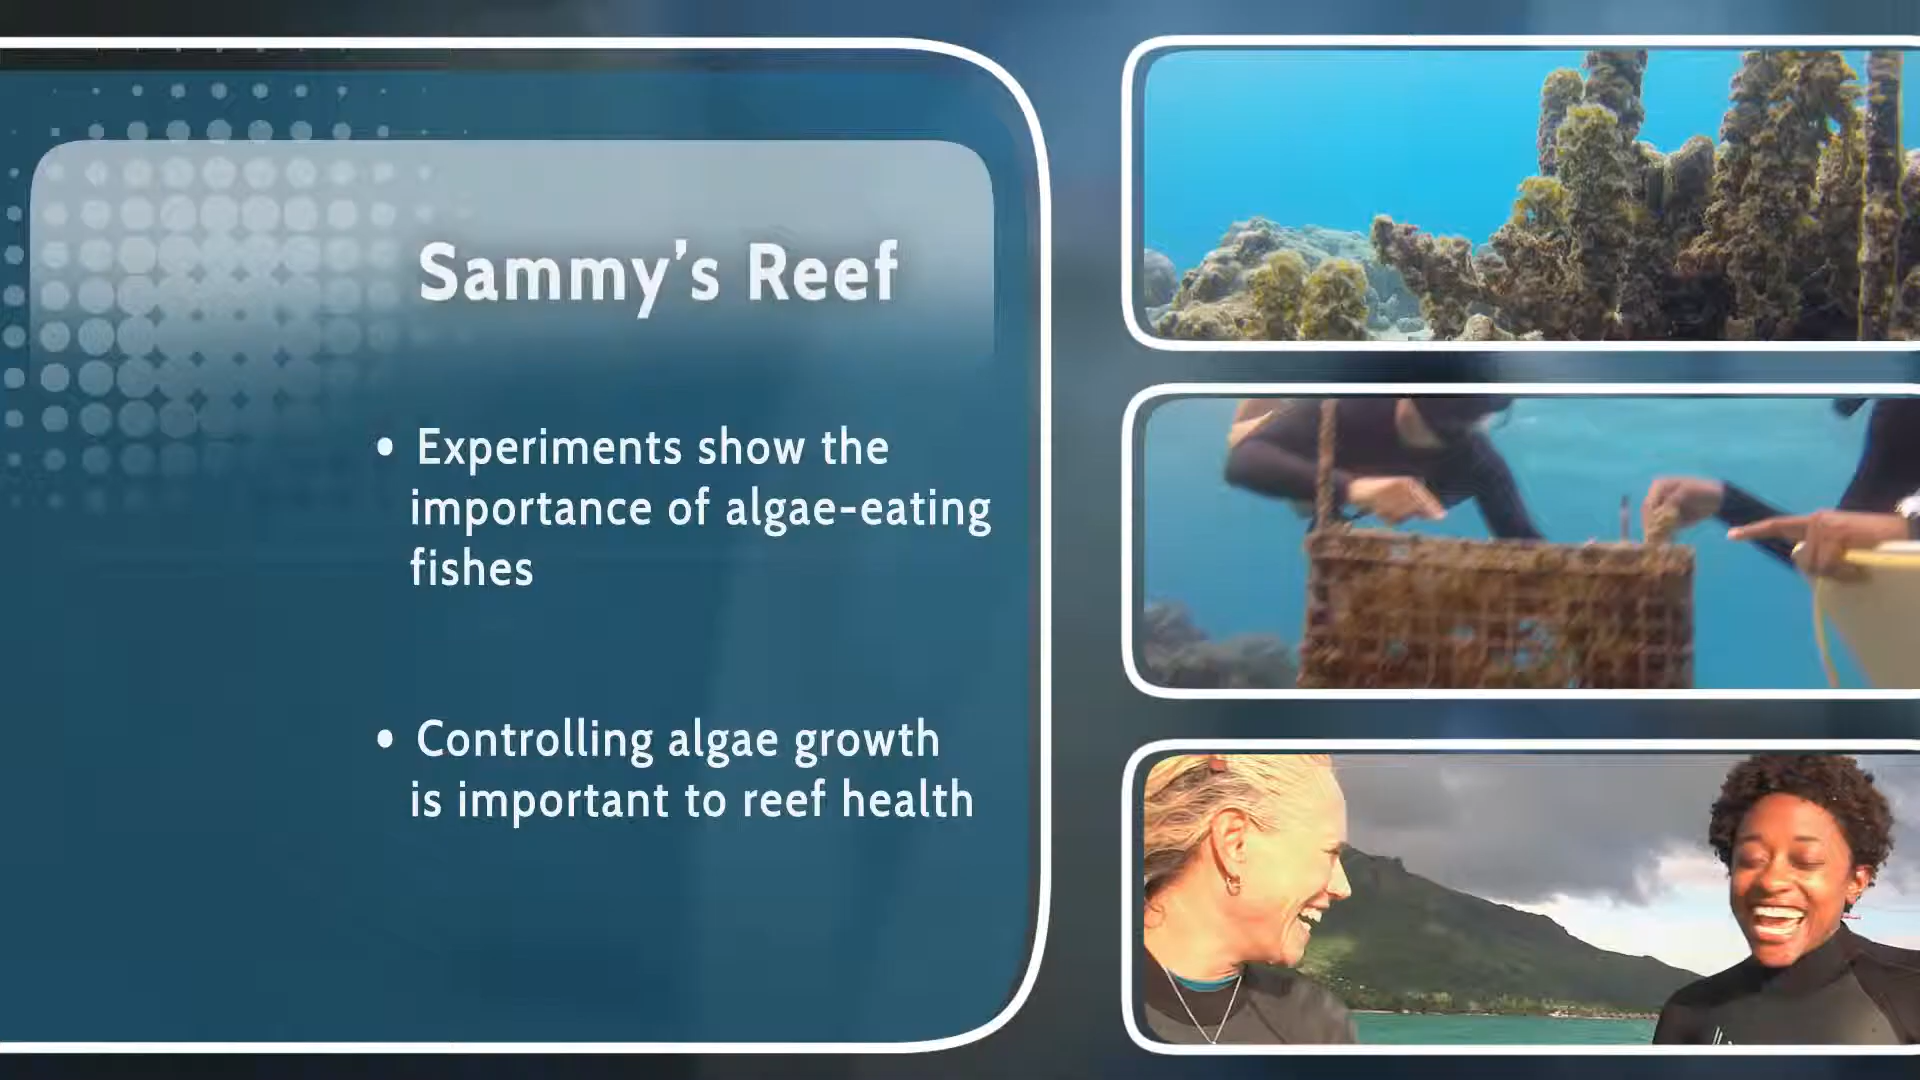 Sammy’s Reef
• Experiments show the
importance of algae-eating
fishes
• Controlling algae growth
is important to reef health